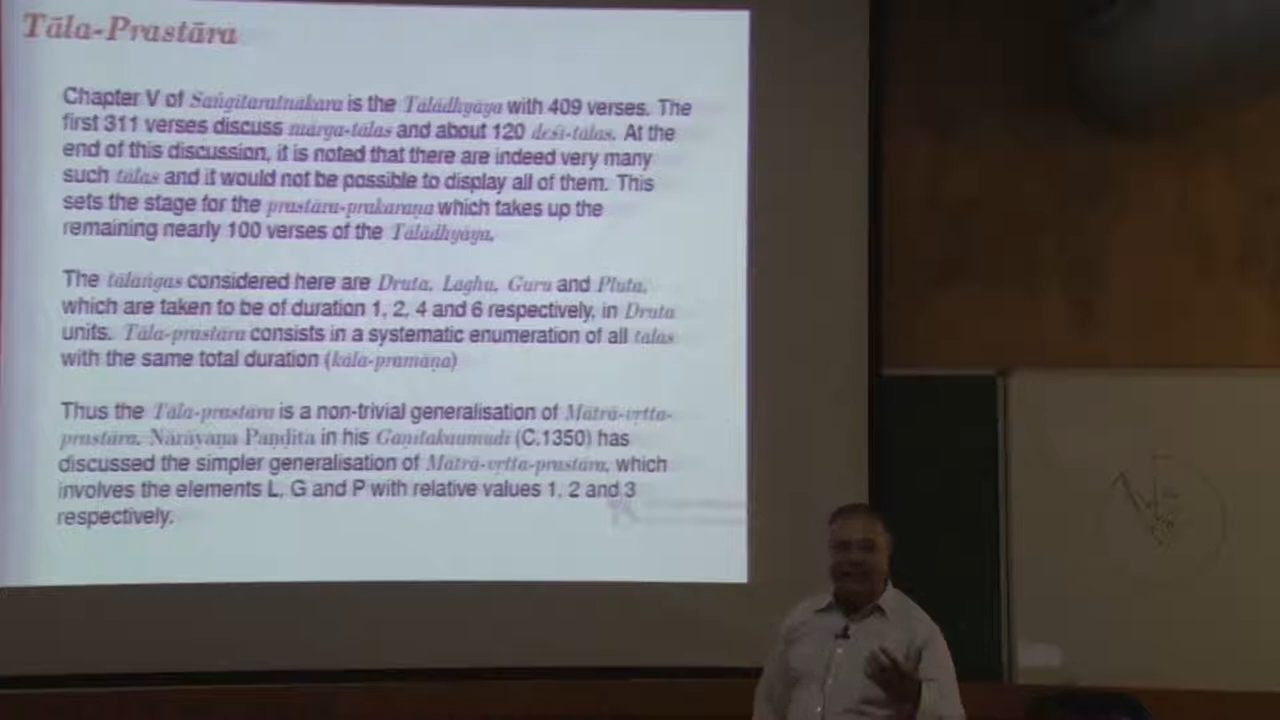 Tāla-Prastāra
Chapter V of Saṅgītaratnākara is the Tālādhyāya with 409 verses. The
first 311 verses discuss mārga-tālas and about 120 deśī-tālas. At the
end of this discussion, it is noted that there are indeed very many
such tālas and it would not be possible to display all of them. This
sets the stage for the prastāra-prakaraṇa which takes up the
remaining nearly 100 verses of the Tālādhyāya.
The tālāṅgas considered here are Druta, Laghu, Guru and Pluta,
which are taken to be of duration 1, 2, 4 and 6 respectively, in Druta
units. Tāla-prastāra consists in a systematic enumeration of all tālas
with the same total duration (kāla-pramāṇa)
Thus the Tāla-prastāra is a non-trivial generalisation of Mātrā-vṛtta-
prastāra. Nārāyaṇa Paṇḍita in his Gaṇitakaumudī (C.1350) has
discussed the simpler generalisation of Mātrā-vṛtta-prastāra, which
involves the elements L, G and P with relative values 1, 2 and 3
respectively.